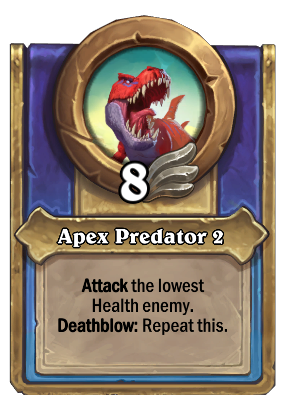 8
Apex Predator 2
Attack the lowest
Health enemy.
Deathblow: Repeat this.